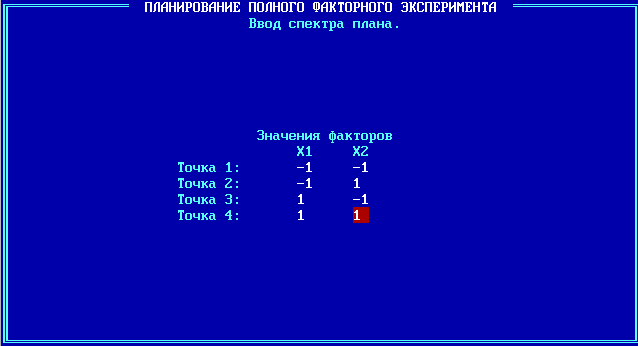 ПЛАНИРОВАНИЕ ПОЛНОГО ФАКТОРНОГО ЭКСПЕРИМЕНТА
Ввод спектра плана.
Значения факторов
X1 X2
Точка 1: -1 -1
Точка 2: -1 1
Точка 3: 1 -1
Точка 4: 1 1